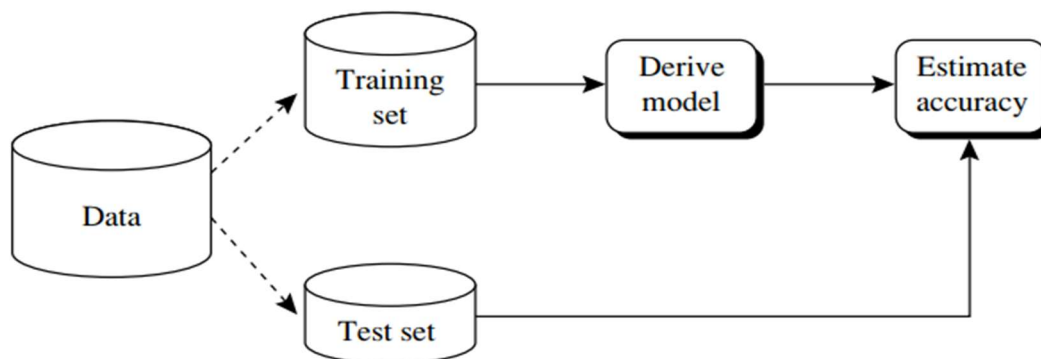 Training
set
Derive
model
Estimate
accuracy
Data
Test set